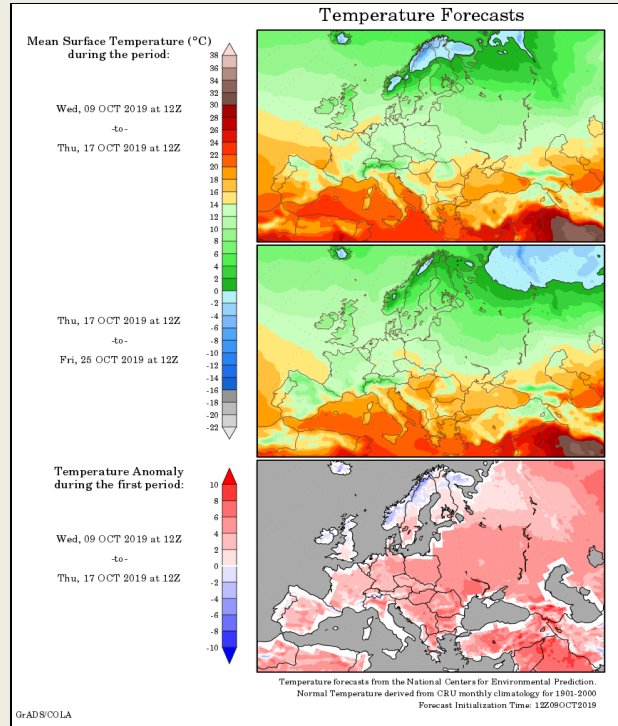 Temperature Forecasts
Mean Surface Temperature (°C)
during the period:
Wed, 09 OCT 2019 at 12Z
-to-
Thu, 17 OCT 2019 at 12Z
38
36
34
32
30
28
26
24
22
20
18
16
14
12
10
8
6
4
2
0
-2
-4
-6
-8
-10
-12
-14
-16
-18
-20
-22
Thu, 17 OCT 2019 at 12Z
-to-
Fri, 25 OCT 2019 at 12Z
Temperature Anomaly
during the first period:
Wed, 09 OCT 2019 at 12Z
-to-
Thu, 17 OCT 2019 at 12Z
10
8
6
4
2
0
-2
-4
-6
-8
-10
Temperature forecasts from the National Centers for Environmental Prediction.
Normal Temperature derived from CRU monthly climatology for 1901-2000
Forecast Initialization Time: 12Z09OCT2019
GrADS/COLA